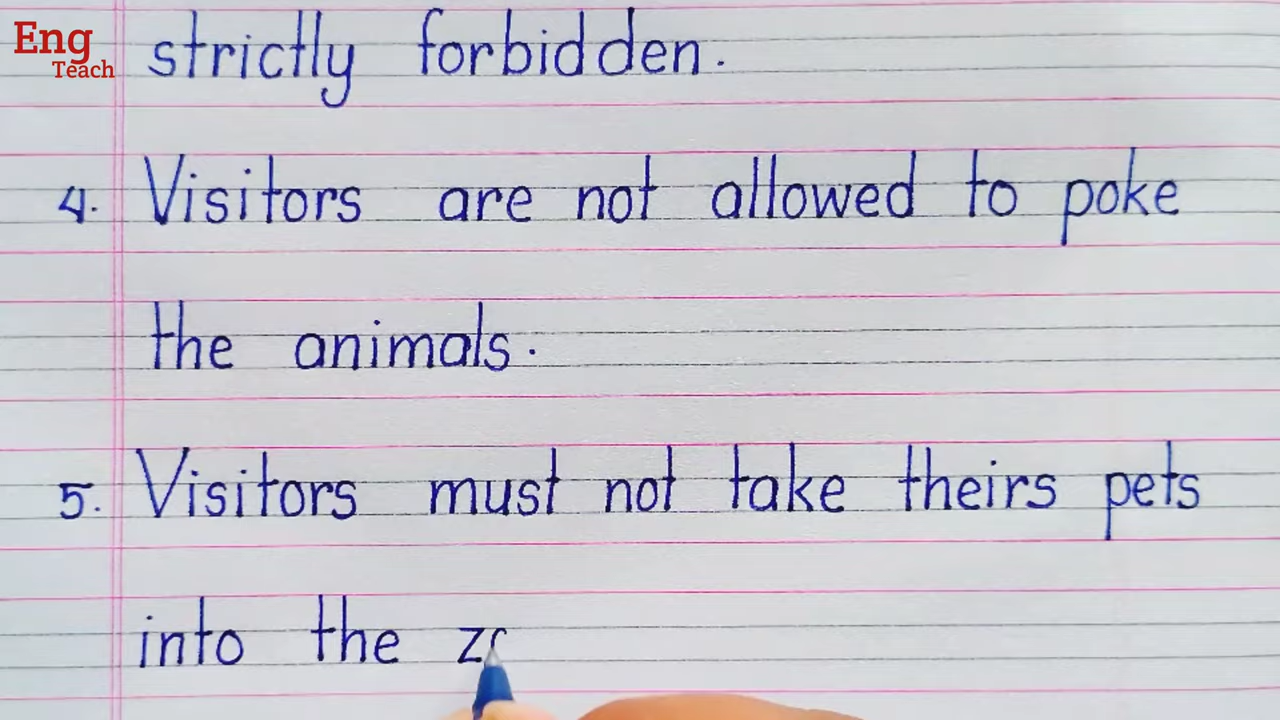 Eng
Teach
strictly forbidden.
4. Visitors are not allowed to poke
the animals.
5. Visitors must not take theirs pets
into the